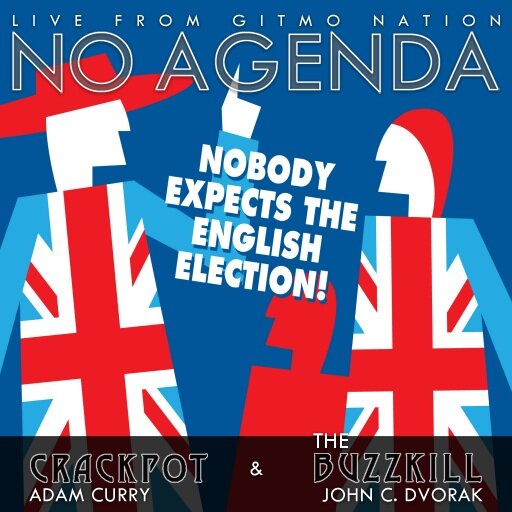 LIVE FROM GITMO NATION
NO AGENDA
NOBODY
EXPECTS THE
ENGLISH
ELECTION!
CRACKPOT
ADAM CURRY
&
THE
BUZZKILL
JOHN C. DVORAK